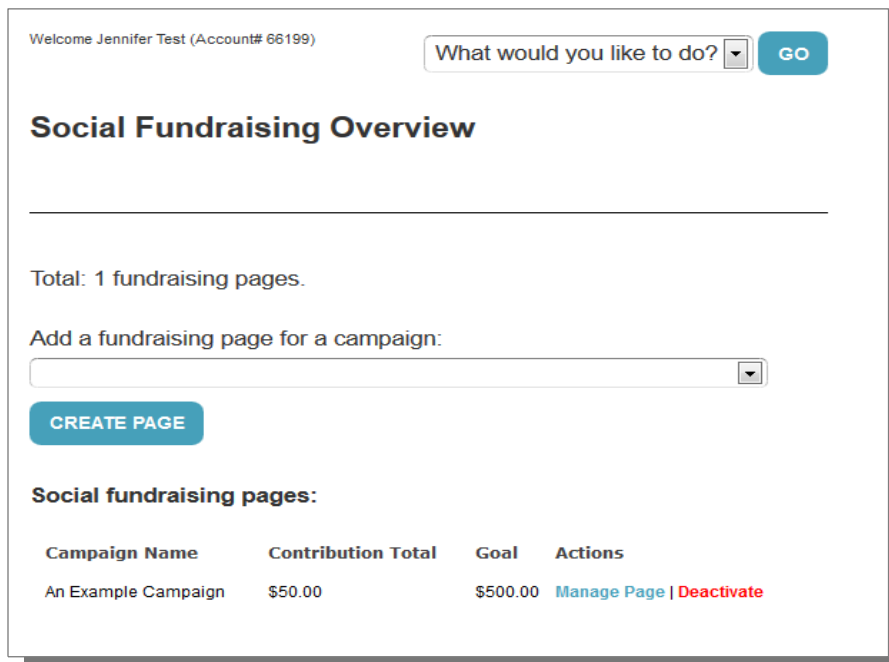 Welcome Jennifer Test (Account# 66199)
What would you like to do?
GO
Social Fundraising Overview
Total: 1 fundraising pages.
Add a fundraising page for a campaign:
CREATE PAGE
Social fundraising pages:
Campaign Name Contribution Total Goal Actions
An Example Campaign $50.00 $500.00 Manage Page | Deactivate